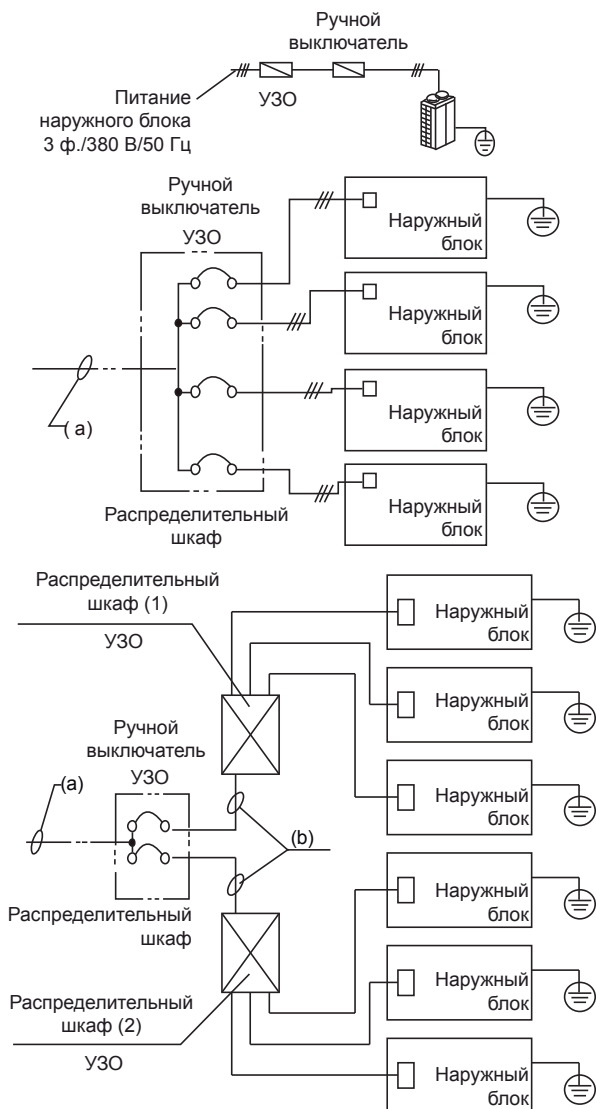 Ручной
выключатель
УЗО
Питание
наружного блока
3 ф./380 В/50 Гц
Ручной
выключатель
УЗО
Наружный
блок
Наружный
блок
( a)
Наружный
блок
Наружный
блок
Распределительный
шкаф
Распределительный
шкаф (1)
УЗО
Наружный
блок
Наружный
блок
Ручной
выключатель
УЗО
(a)
Наружный
блок
(b)
Распределительный
шкаф
Наружный
блок
Распределительный
шкаф (2)
УЗО
Наружный
блок
Наружный
блок